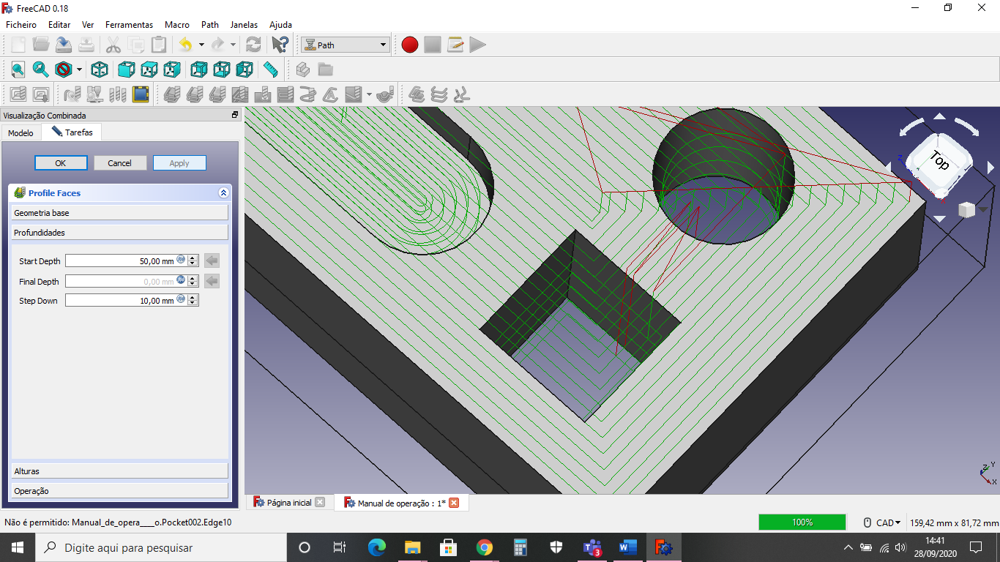 FreeCAD 0.18
Ficheiro Editar Ver Ferramentas Macro Path Janelas Ajuda
Path
Visualização Combinada
Modelo Tarefas
OK Cancel Apply
Profile Faces
Geometria base
Profundidades
Start Depth 50,00 mm
Final Depth 0,00 mm
Step Down 10,00 mm
Alturas
Operação
Top
Z
X
Z Y
X
Página inicial Manual de operação : 1*
Não é permitido: Manual_de_opera____o.Pocket002.Edge10 100% CAD 159,42 mm x 81,72 mm
Digite aqui para pesquisar
3
14:41
28/09/2020